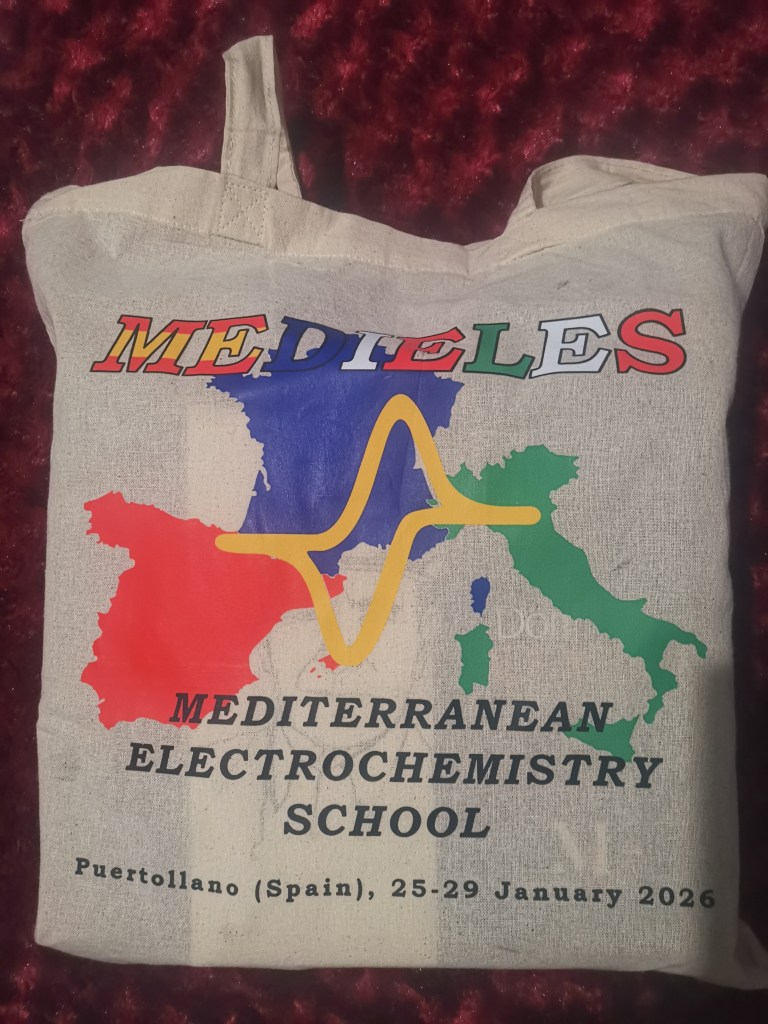 MEDIELES
MEDITERRANEAN
ELECTROCHEMISTRY
SCHOOL
Puertollano (Spain), 25-29 January 2026